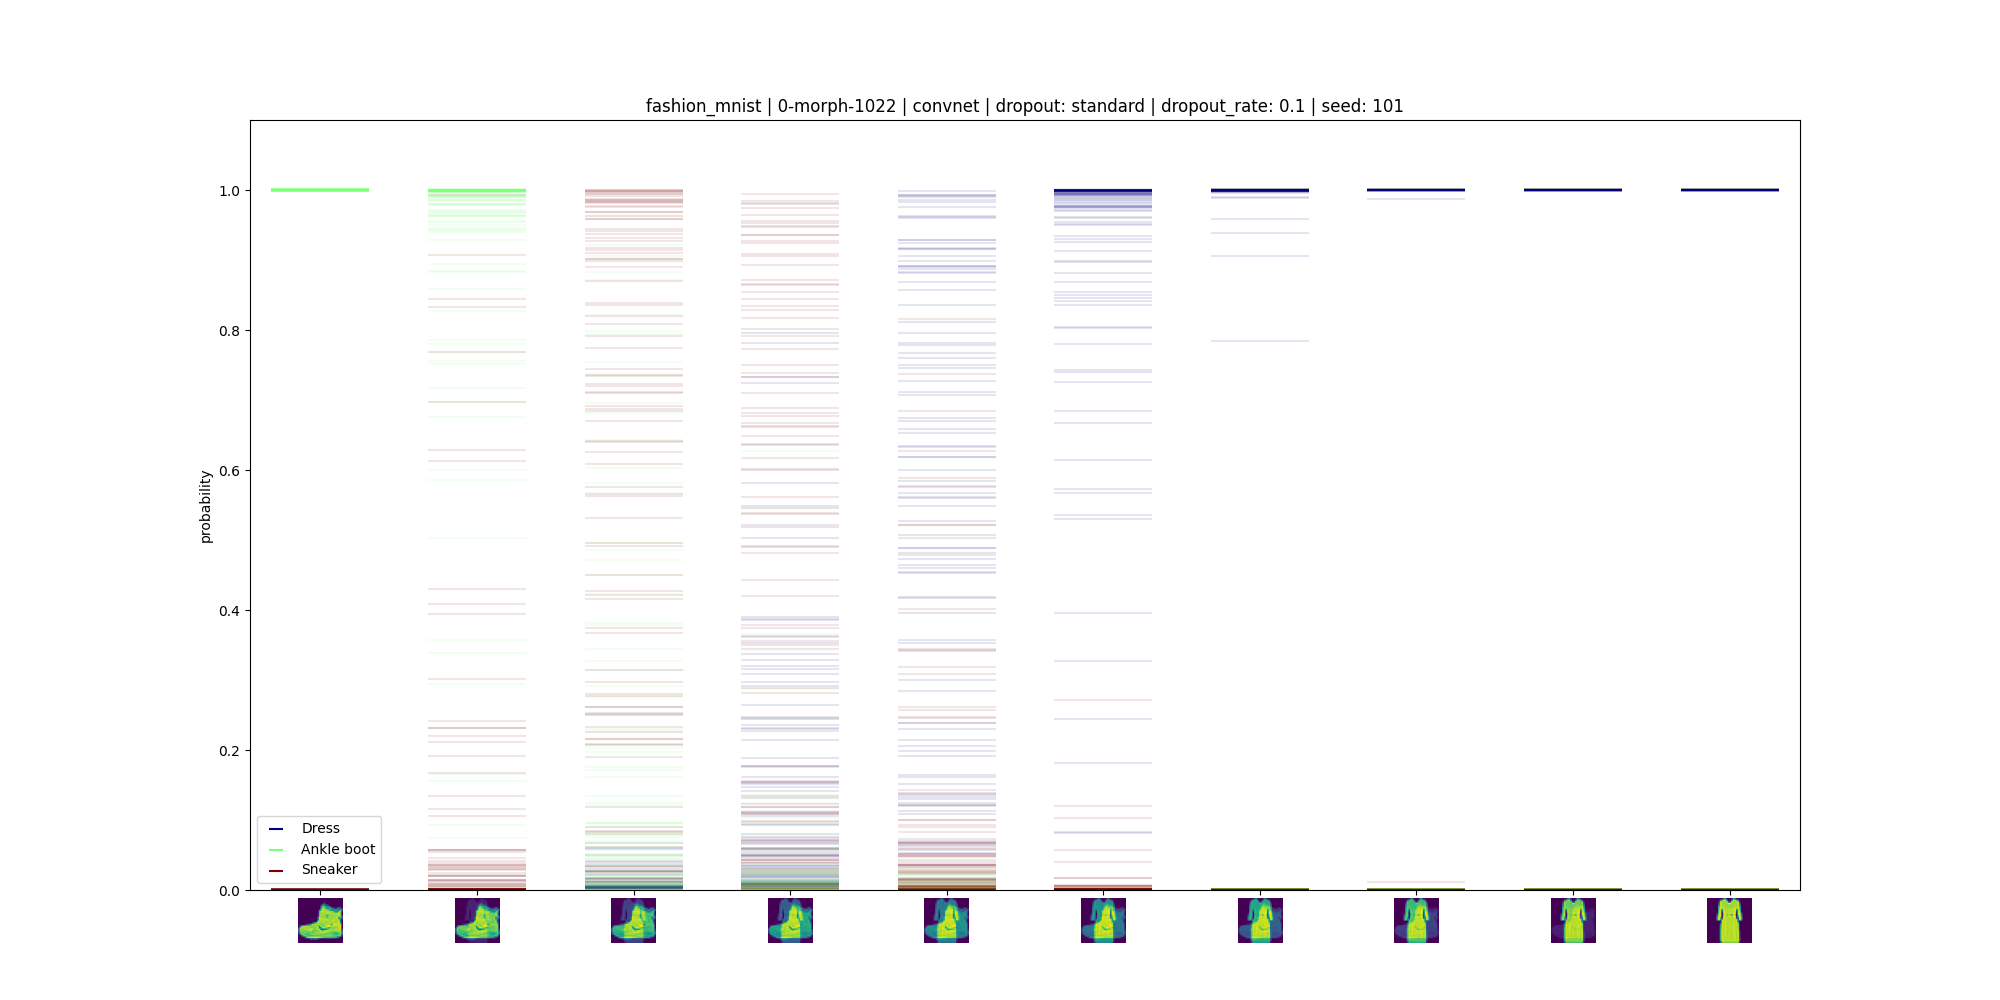 fashion_mnist | 0-morph-1022 | convnet | dropout: standard | dropout_rate: 0.1 | seed: 101
1.0
0.8
0.6
0.4
0.2
0.0
probability
Dress
Ankle boot
Sneaker